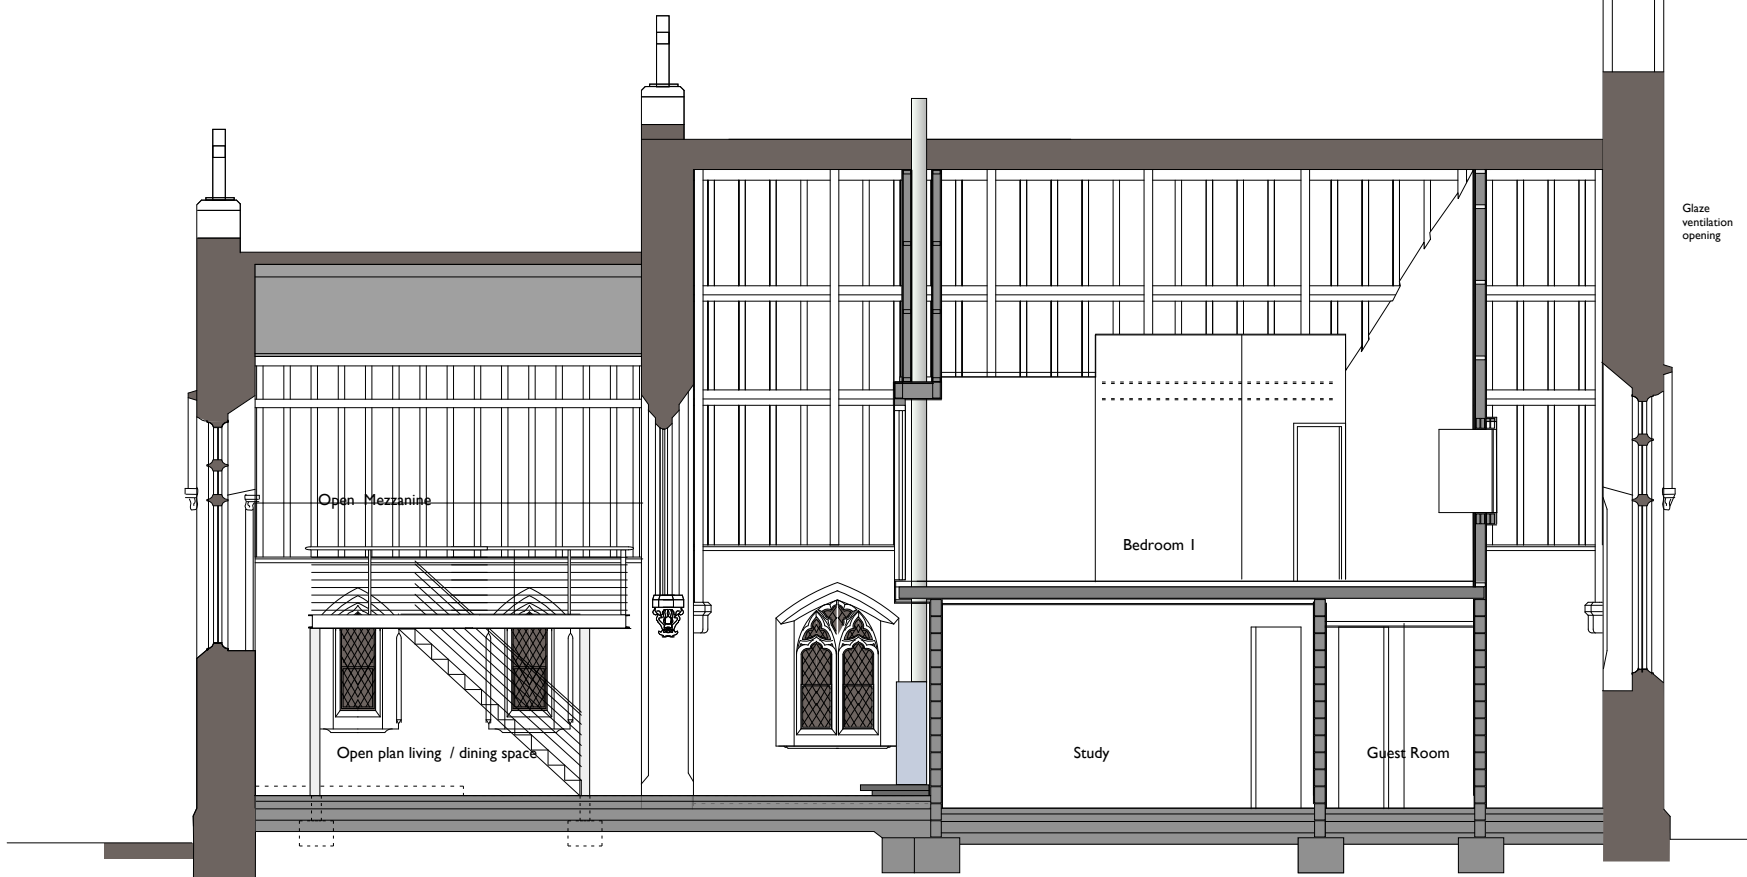 Glaze
ventilation
opening
Open Mezzanine
Bedroom 1
Open plan living / dining space
Study
Guest Room